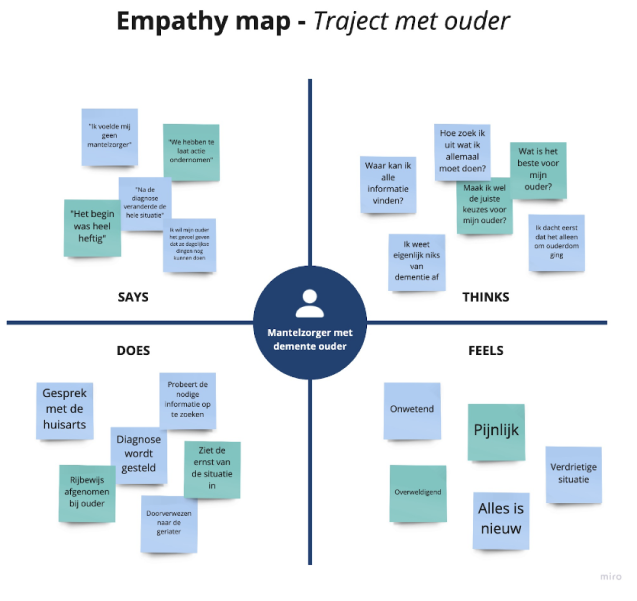 Empathy map - Traject met ouder
"Ik voelde mij
geen
mantelzorger"
"We hebben te
laat actie
ondernomen"
"Na de
diagnose
veranderde de
hele situatie"
"Het begin
was heel
heftig"
Ik wil mijn ouder
het gevoel geven
dat ze dagelijkse
dingen nog
kunnen doen
SAYS
Hoe zoek ik
uit wat ik
allemaal
moet doen?
Wat is het
beste voor
mijn
ouder?
Waar kan ik
alle
informatie
vinden?
Maak ik wel
de juiste
keuzes voor
mijn ouder?
Ik dacht eerst
dat het alleen
om ouderdom
ging
Ik weet
eigenlijk niks
van
dementie af
THINKS
Mantelzorger met
demente ouder
DOES
Gesprek
met de
huisarts
Probeert de
nodige
informatie op
te zoeken
Diagnose
wordt
gesteld
Ziet de
ernst van
de situatie
in
Rijbewijs
afgenomen
bij ouder
Doorverwezen
naar de
geriater
FEELS
Onwetend
Pijnlijk
Verdrietige
situatie
Overweldigend
Alles is
nieuw
miro